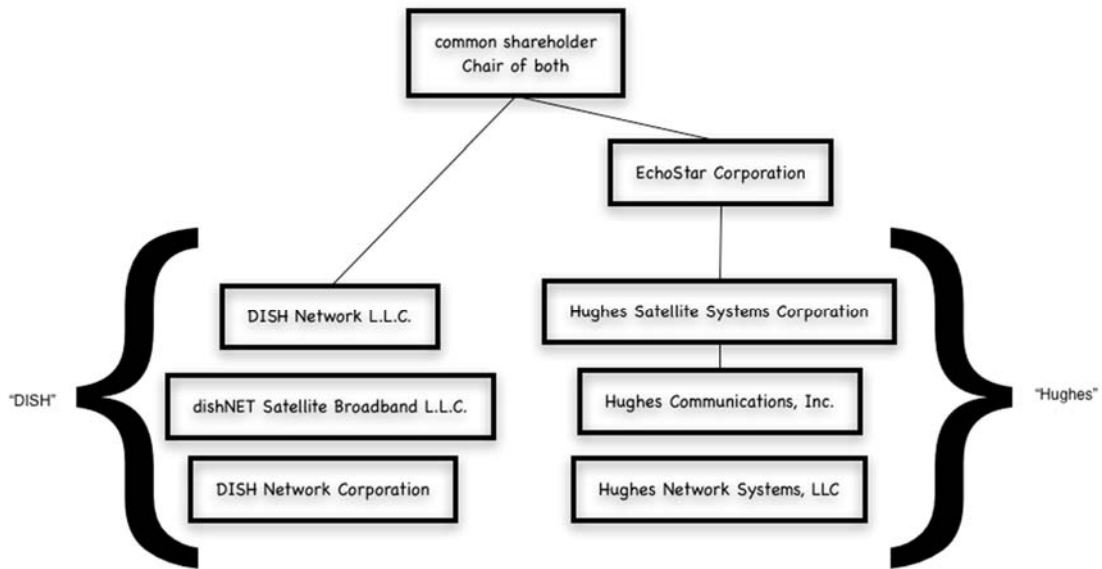 common shareholder
Chair of both
EchoStar Corporation
DISH Network L.L.C.
Hughes Satellite Systems Corporation
“DISH”
dishNET Satellite Broadband L.L.C.
Hughes Communications, Inc.
“Hughes”
DISH Network Corporation
Hughes Network Systems, LLC